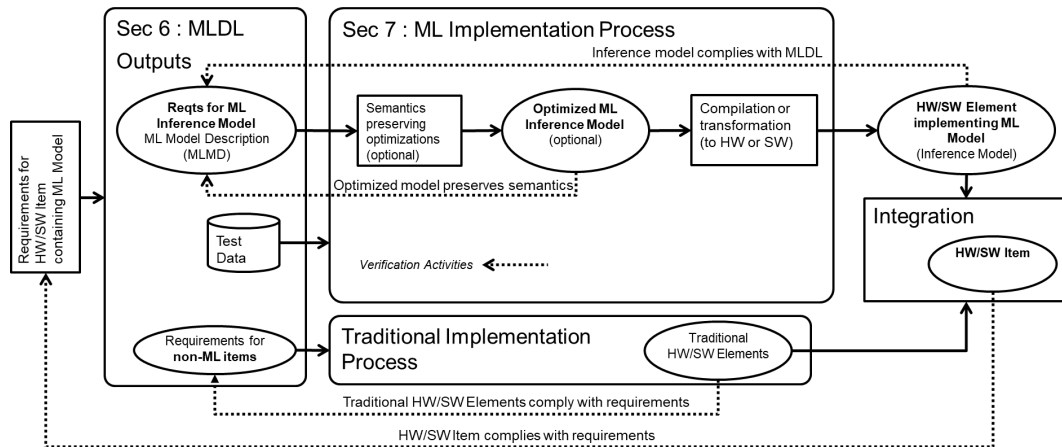 Sec 6 : MLDL
Outputs
Sec 7 : ML Implementation Process
Inference model complies with MLDL
Requirements for
HW/SW Item
containing ML Model
Reqts for ML
Inference Model
ML Model Description
(MLMD)
Semantics
preserving
optimizations
(optional)
Optimized ML
Inference Model
(optional)
Compilation or
transformation
(to HW or SW)
HW/SW Element
implementing ML
Model
(Inference Model)
Optimized model preserves semantics
Test
Data
Verification Activities
Integration
HW/SW Item
Requirements for
non-ML items
Traditional Implementation
Process
Traditional
HW/SW Elements
Traditional HW/SW Elements comply with requirements
HW/SW Item complies with requirements